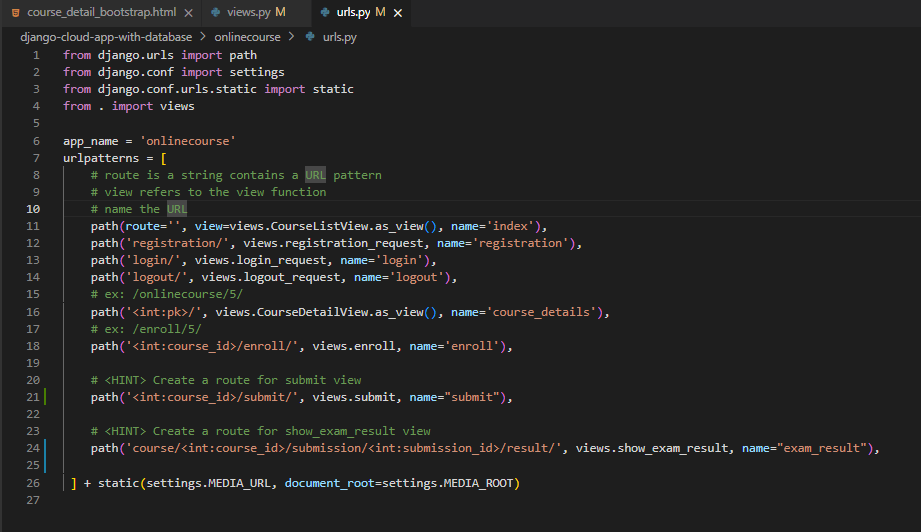 course_detail_bootstrap.html
views.py M
urls.py M
django-cloud-app-with-database > onlinecourse > urls.py
1 from django.urls import path
2 from django.conf import settings
3 from django.conf.urls.static import static
4 from . import views
5
6 app_name = 'onlinecourse'
7 urlpatterns = [
8 # route is a string contains a URL pattern
9 # view refers to the view function
10 # name the URL
11 path(route='', view=views.CourseListView.as_view(), name='index'),
12 path('registration/', views.registration_request, name='registration'),
13 path('login/', views.login_request, name='login'),
14 path('logout/', views.logout_request, name='logout'),
15 # ex: /onlinecourse/5/
16 path('<int:pk>/', views.CourseDetailView.as_view(), name='course_details'),
17 # ex: /enroll/5/
18 path('<int:course_id>/enroll/', views.enroll, name='enroll'),
19
20 # <HINT> Create a route for submit view
21 path('<int:course_id>/submit/', views.submit, name="submit"),
22
23 # <HINT> Create a route for show_exam_result view
24 path('course/<int:course_id>/submission/<int:submission_id>/result/', views.show_exam_result, name="exam_result"),
25
26 ] + static(settings.MEDIA_URL, document_root=settings.MEDIA_ROOT)
27